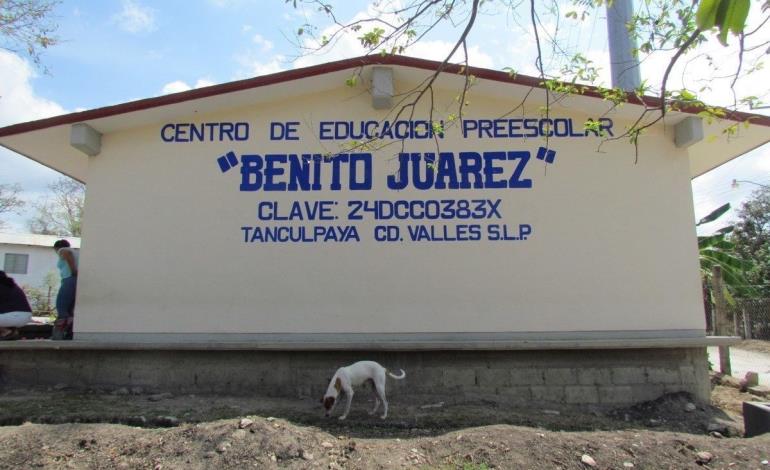 CENTRO DE EDUCACION PREESCOLAR
"BENITO JUAREZ"
CLAVE: 24DCC0383X
TANCULPAYA CD. VALLES S.L.P.